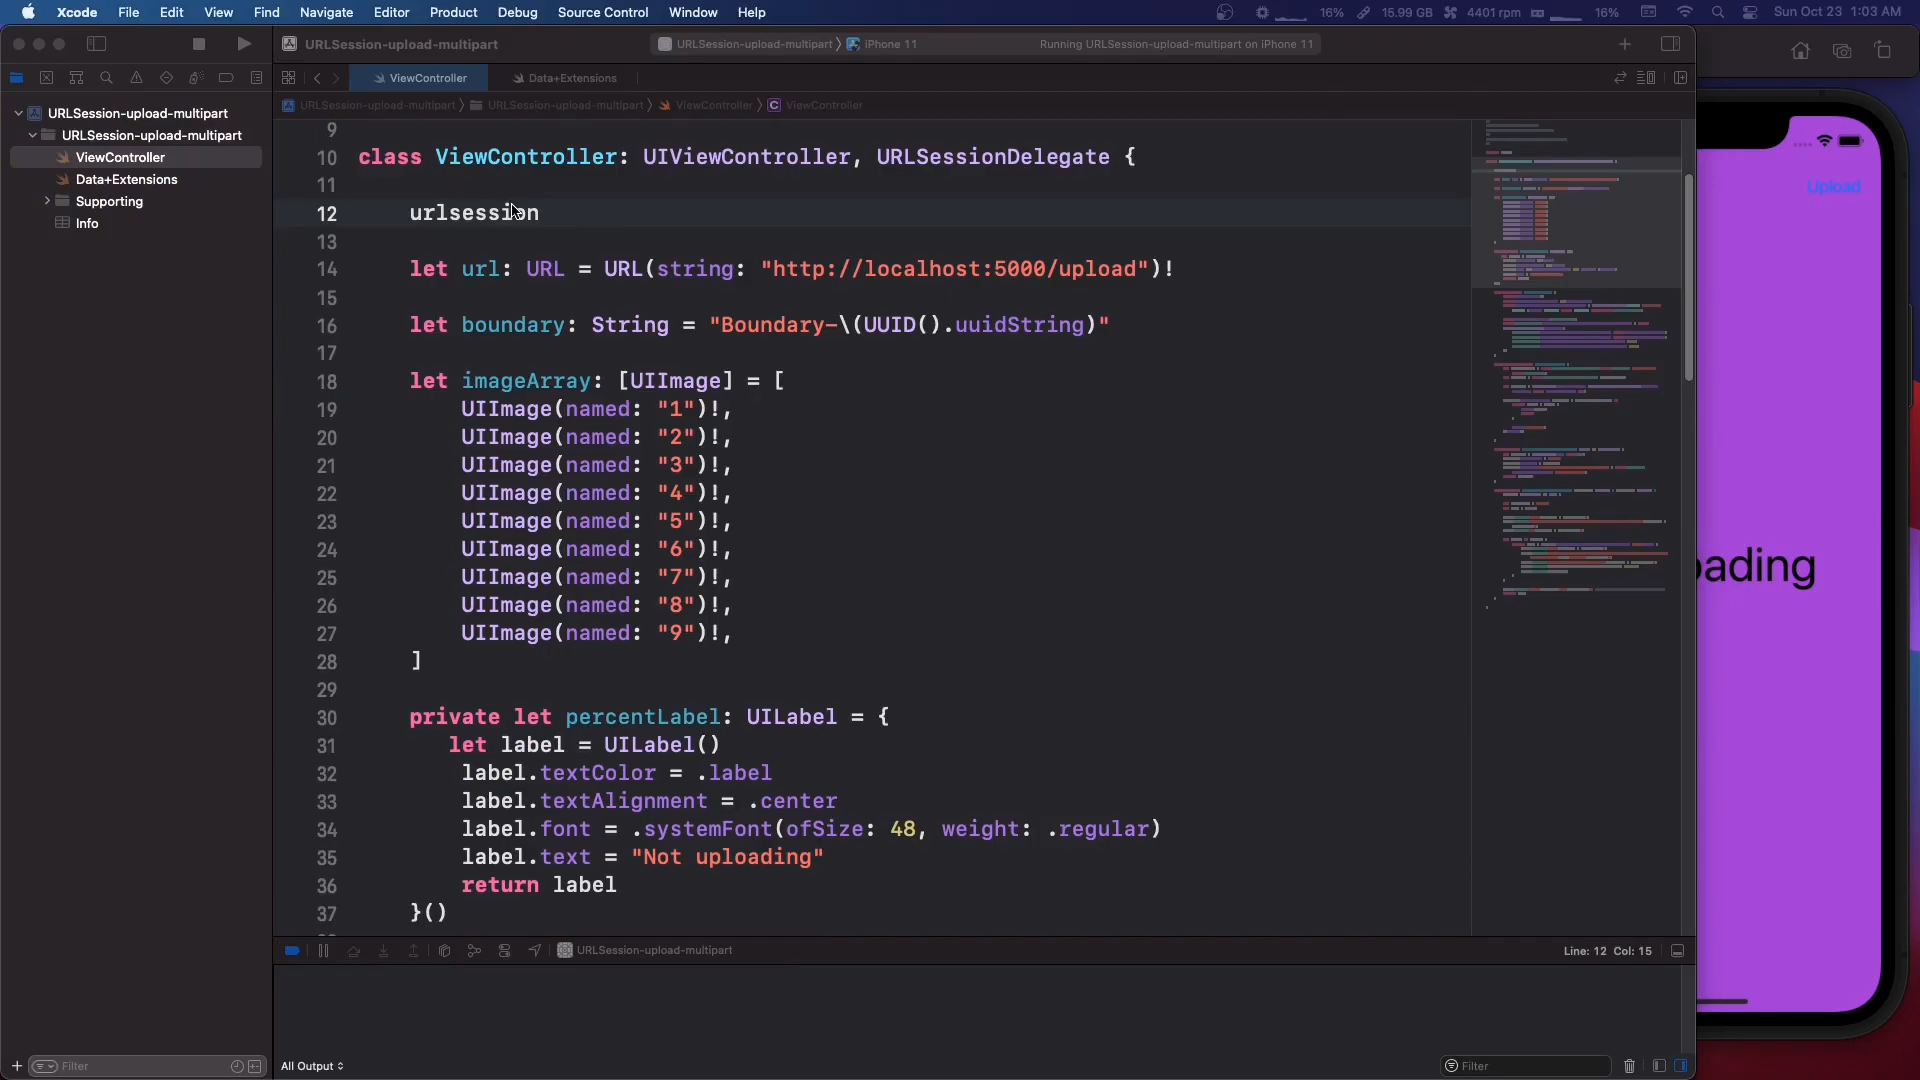 Xcode File Edit View Find Navigate Editor Product Debug Source Control Window Help 16% 15.99 GB 4401 rpm 16% Sun Oct 23 1:03 AM
URLSession-upload-multipart
URLSession-upload-multipart iPhone 11 Running URLSession-upload-multipart on iPhone 11
ViewController Data+Extensions
URLSession-upload-multipart URLSession-upload-multipart ViewController C ViewController
URLSession-upload-multipart
URLSession-upload-multipart
ViewController
Data+Extensions
Supporting
Info
9
10 class ViewController: UIViewController, URLSessionDelegate {
11
12 urlsession
13
14 let url: URL = URL(string: "http://localhost:5000/upload")!
15
16 let boundary: String = "Boundary-\(UUID().uuidString)"
17
18 let imageArray: [UIImage] = [
19 UIImage(named: "1")!,
20 UIImage(named: "2")!,
21 UIImage(named: "3")!,
22 UIImage(named: "4")!,
23 UIImage(named: "5")!,
24 UIImage(named: "6")!,
25 UIImage(named: "7")!,
26 UIImage(named: "8")!,
27 UIImage(named: "9")!,
28 ]
29
30 private let percentLabel: UILabel = {
31 let label = UILabel()
32 label.textColor = .label
33 label.textAlignment = .center
34 label.font = .systemFont(ofSize: 48, weight: .regular)
35 label.text = "Not uploading"
36 return label
37 }()
Upload
oading
URLSession-upload-multipart
Line: 12 Col: 15
Filter
All Output
Filter